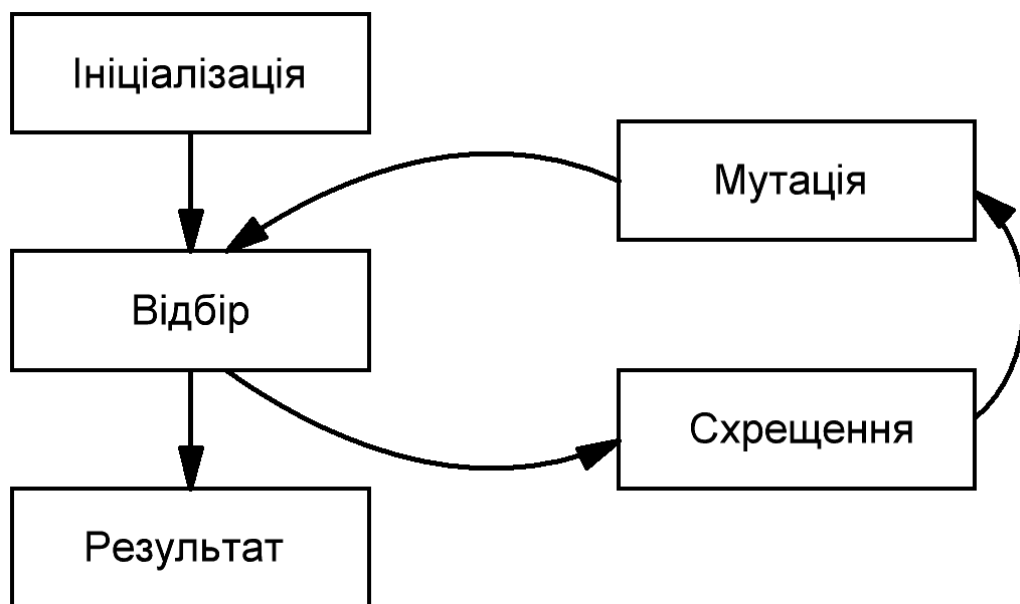 Ініціалізація
Мутація
Відбір
Схрещення
Результат